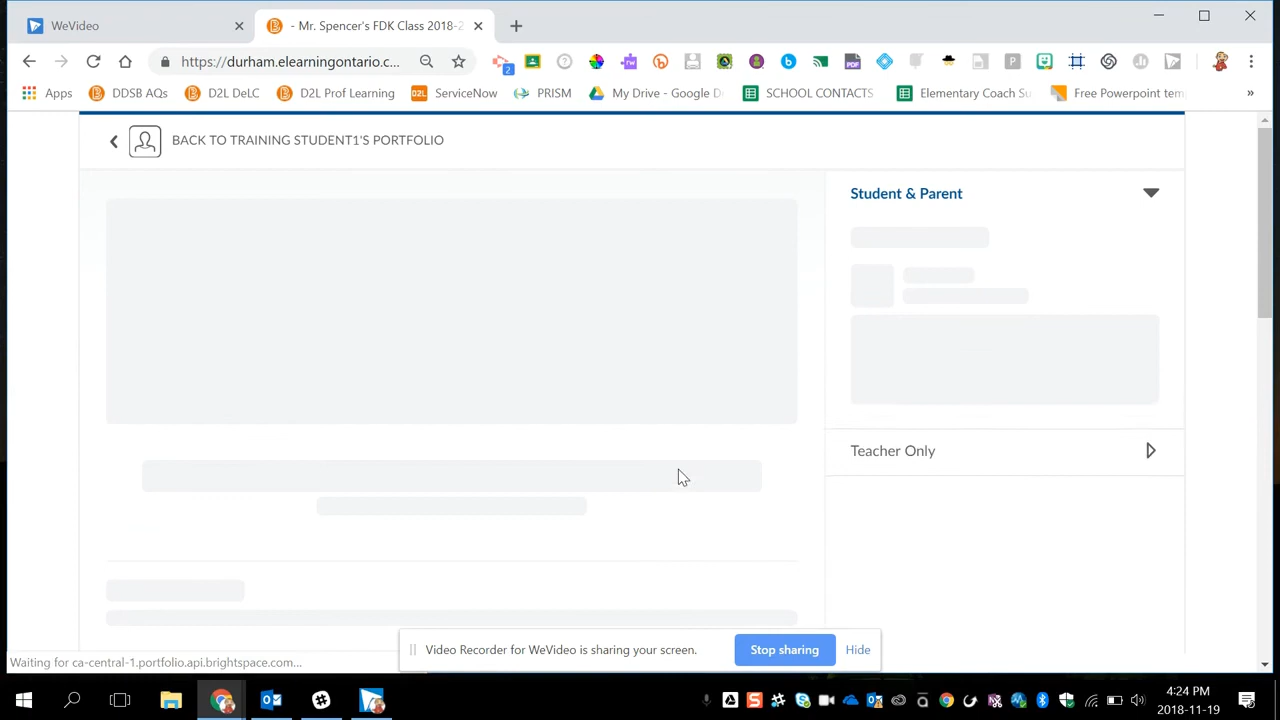 WeVideo
- Mr. Spencer's FDK Class 2018-2
https://durham.elearningontario.c...
2
Apps
DDSB AQs
D2L DeLC
D2L Prof Learning
ServiceNow
PRISM
My Drive - Google D
SCHOOL CONTACTS
Elementary Coach Su
Free Powerpoint tem
»
BACK TO TRAINING STUDENT1'S PORTFOLIO
Student & Parent
Teacher Only
Video Recorder for WeVideo is sharing your screen.
Stop sharing
Hide
Waiting for ca-central-1.portfolio.api.brightspace.com...
4:24 PM
2018-11-19